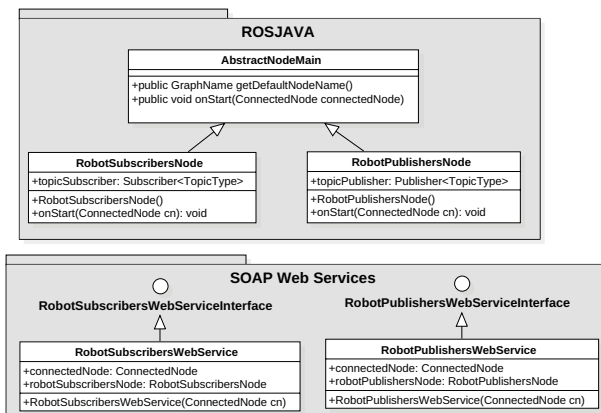 ROSJAVA
AbstractNodeMain
+public GraphName getDefaultNodeName()
+public void onStart(ConnectedNode connectedNode)
RobotSubscribersNode
+topicSubscriber: Subscriber<TopicType>
+RobotSubscribersNode()
+onStart(ConnectedNode cn): void
RobotPublishersNode
+topicPublisher: Publisher<TopicType>
+RobotPublishersNode()
+onStart(ConnectedNode cn): void
SOAP Web Services
RobotSubscribersWebServiceInterface
RobotPublishersWebServiceInterface
RobotSubscribersWebService
+connectedNode: ConnectedNode
+robotSubscribersNode: RobotSubscribersNode
+RobotSubscribersWebService(ConnectedNode cn)
RobotPublishersWebService
+connectedNode: ConnectedNode
+robotPublishersNode: RobotPublishersNode
+RobotPublishersWebService(ConnectedNode cn)